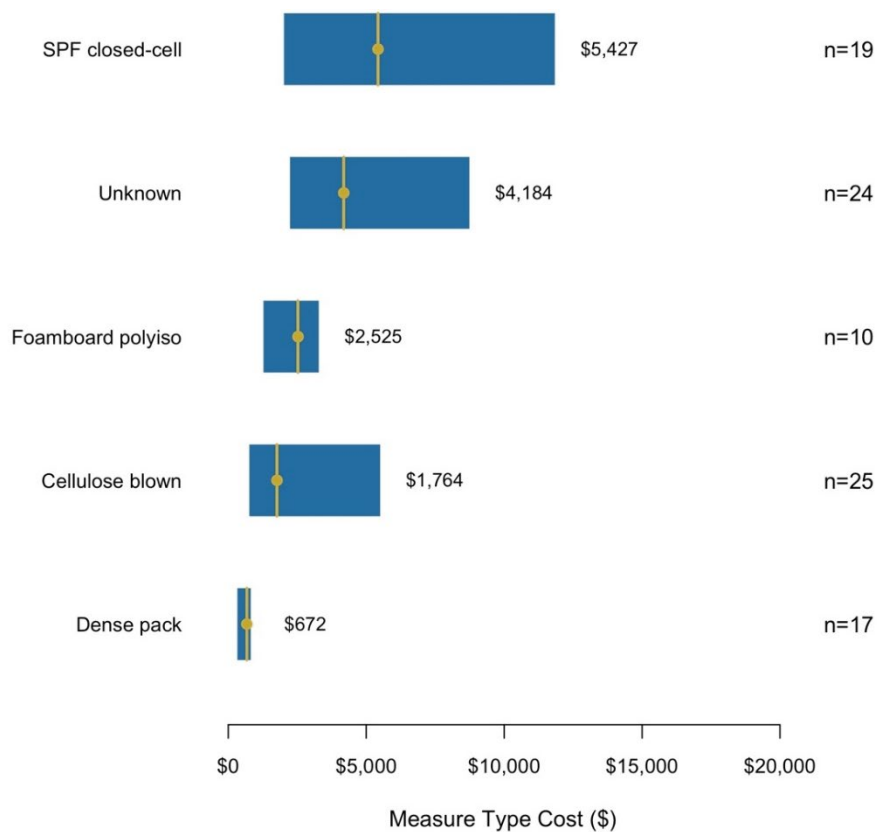 SPF closed-cell $5,427 n=19
Unknown $4,184 n=24
Foamboard polyiso $2,525 n=10
Cellulose blown $1,764 n=25
Dense pack $672 n=17
$0 $5,000 $10,000 $15,000 $20,000
Measure Type Cost ($)